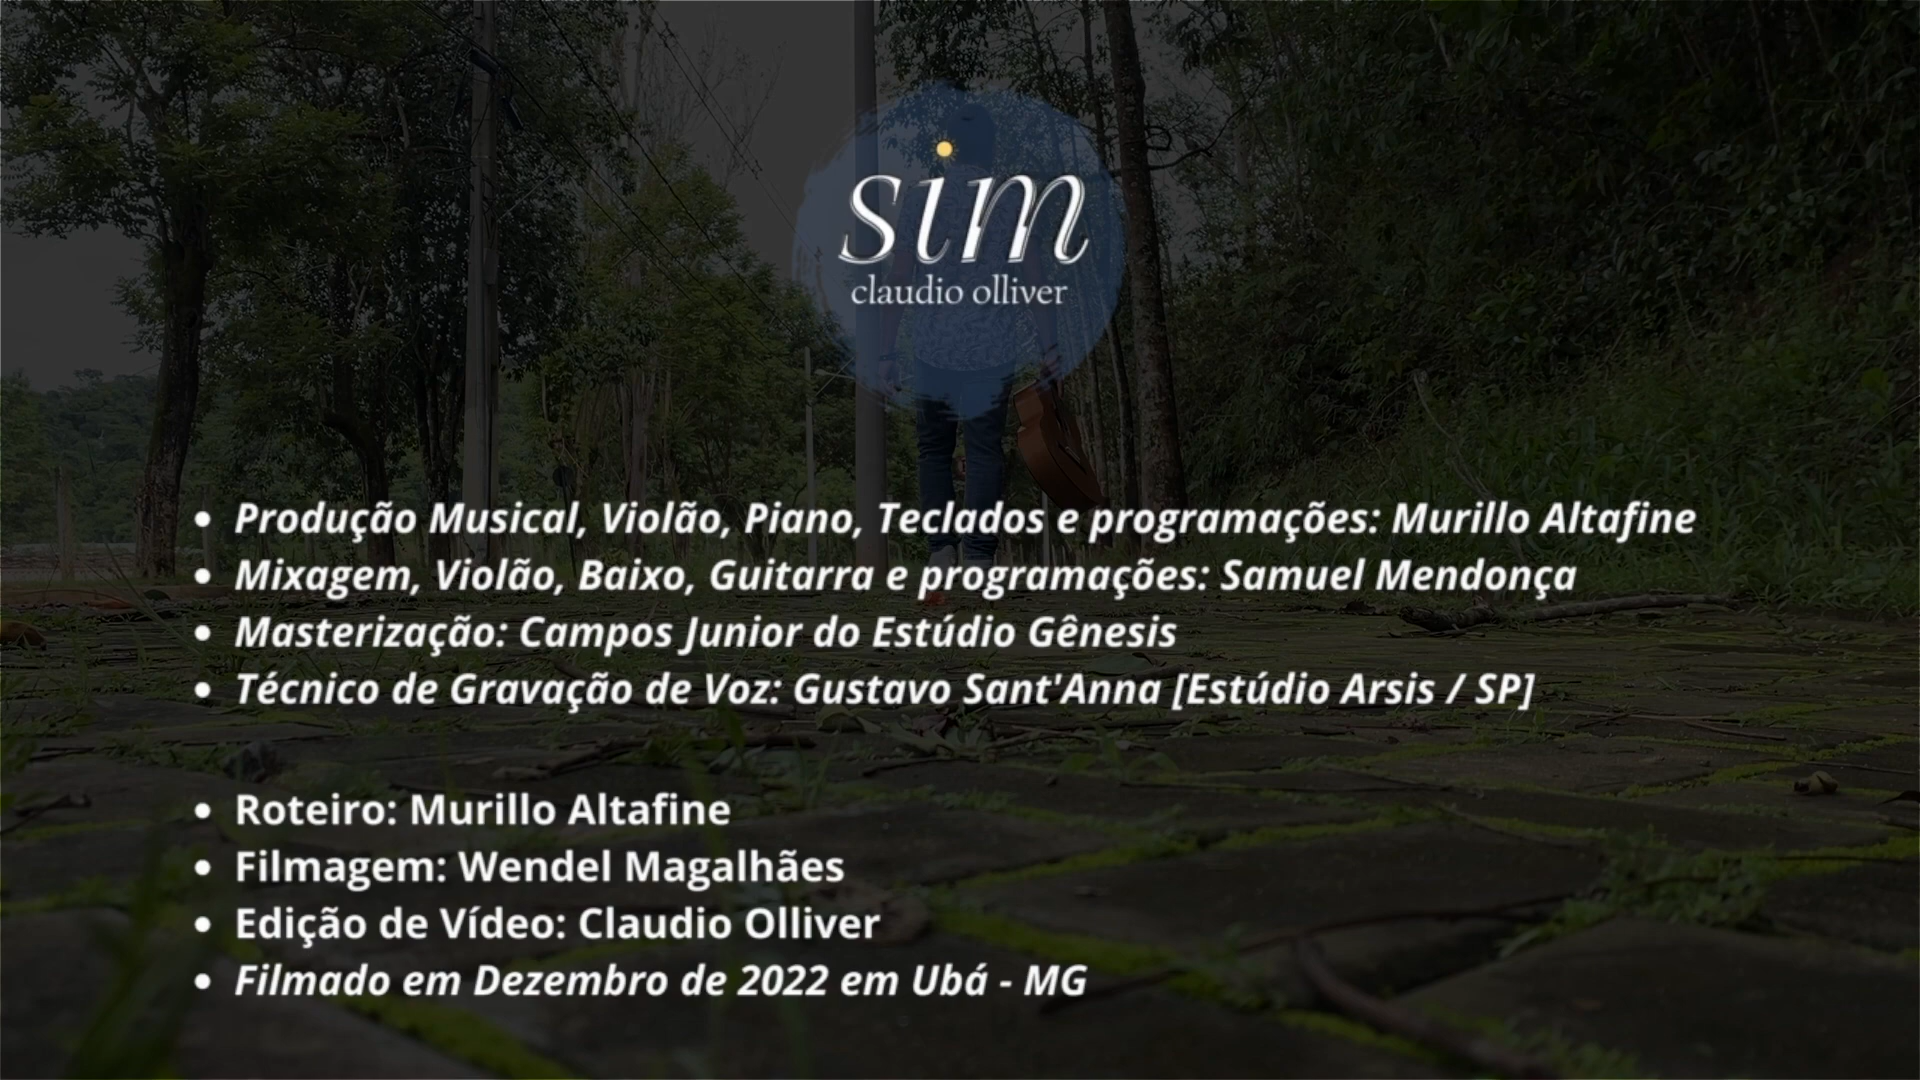 sim
claudio olliver
• Produção Musical, Violão, Piano, Teclados e programações: Murillo Altafine
• Mixagem, Violão, Baixo, Guitarra e programações: Samuel Mendonça
• Masterização: Campos Junior do Estúdio Gênesis
• Técnico de Gravação de Voz: Gustavo Sant'Anna [Estúdio Arsis / SP]
• Roteiro: Murillo Altafine
• Filmagem: Wendel Magalhães
• Edição de Vídeo: Claudio Olliver
• Filmado em Dezembro de 2022 em Ubá - MG